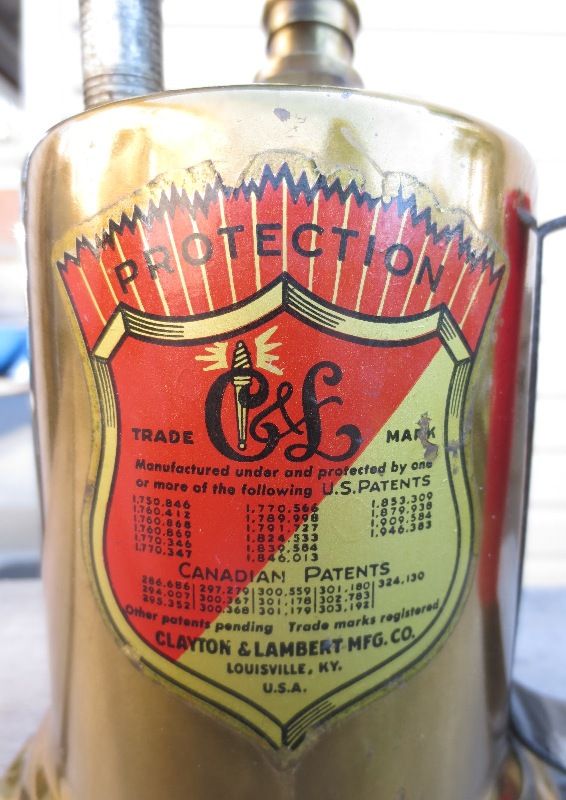 PROTECTION
C&L
TRADE MARK
Manufactured under and protected by one
or more of the following U.S. PATENTS
1,750,846 1,770,566 1,853,309
1,760,412 1,789,998 1,879,938
1,760,868 1,791,727 1,909,584
1,760,869 1,824,533 1,946,383
1,770,346 1,839,584
1,770,347 1,846,013
CANADIAN PATENTS
286,686 297,279 300,559 301,180 324,130
294,007 300,367 301,178 302,783
295,352 300,368 301,179 303,192
Other patents pending Trade marks registered
CLAYTON & LAMBERT MFG. CO.
LOUISVILLE, KY.
U.S.A.